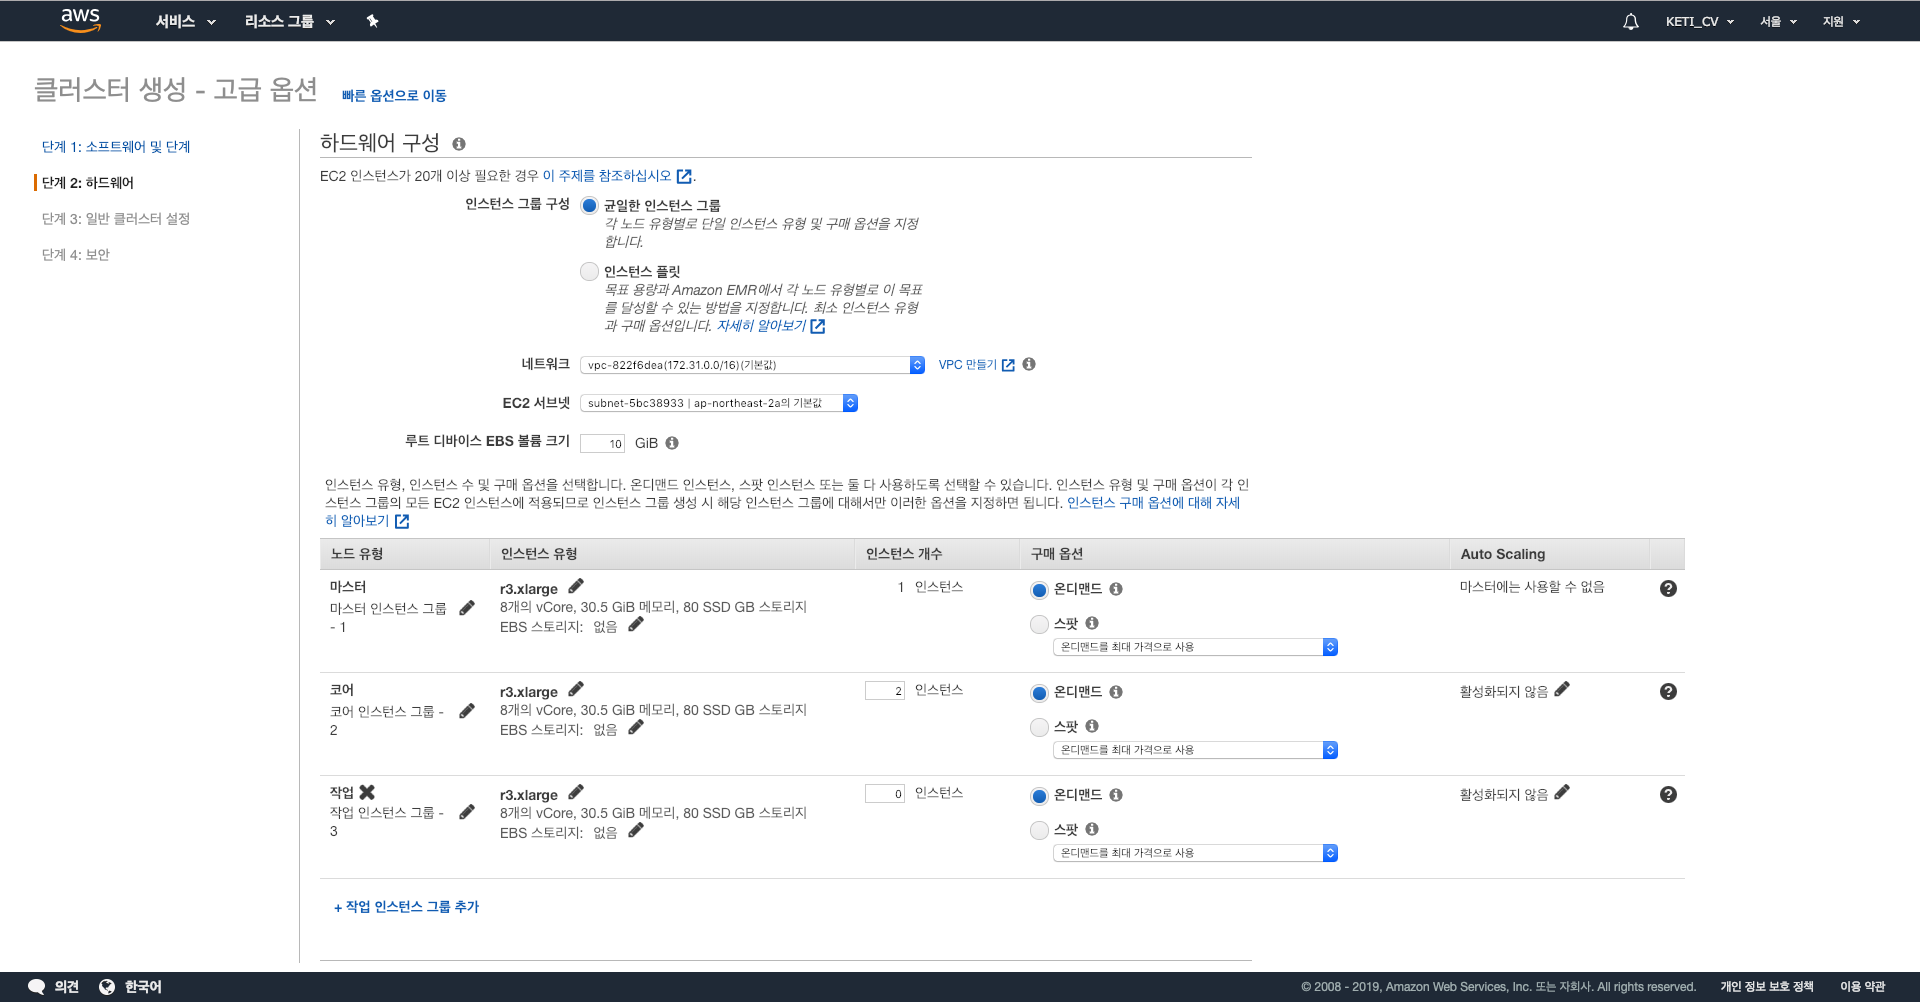 aws 서비스 리소스 그룹 KETI_CV 서울 지원
클러스터 생성 - 고급 옵션 빠른 옵션으로 이동
단계 1: 소프트웨어 및 단계
단계 2: 하드웨어
단계 3: 일반 클러스터 설정
단계 4: 보안
하드웨어 구성
EC2 인스턴스가 20개 이상 필요한 경우 이 주제를 참조하십시오 .
인스턴스 그룹 구성 균일한 인스턴스 그룹
각 노드 유형별로 단일 인스턴스 유형 및 구매 옵션을 지정
합니다.
인스턴스 플릿
목표 용량과 Amazon EMR에서 각 노드 유형별로 이 목표
를 달성할 수 있는 방법을 지정합니다. 최소 인스턴스 유형
과 구매 옵션입니다. 자세히 알아보기
네트워크 vpc-822f6dea(172.31.0.0/16)(기본값) VPC 만들기
EC2 서브넷 subnet-5bc38933 | ap-northeast-2a의 기본값
루트 디바이스 EBS 볼륨 크기 10 GiB
인스턴스 유형, 인스턴스 수 및 구매 옵션을 선택합니다. 온디맨드 인스턴스, 스팟 인스턴스 또는 둘 다 사용하도록 선택할 수 있습니다. 인스턴스 유형 및 구매 옵션이 각 인
스턴스 그룹의 모든 EC2 인스턴스에 적용되므로 인스턴스 그룹 생성 시 해당 인스턴스 그룹에 대해서만 이러한 옵션을 지정하면 됩니다. 인스턴스 구매 옵션에 대해 자세
히 알아보기
노드 유형 인스턴스 유형 인스턴스 개수 구매 옵션 Auto Scaling
마스터 r3.xlarge 1 인스턴스 온디맨드 마스터에는 사용할 수 없음
마스터 인스턴스 그룹 8개의 vCore, 30.5 GiB 메모리, 80 SSD GB 스토리지
- 1 EBS 스토리지: 없음 스팟
온디맨드를 최대 가격으로 사용
코어 r3.xlarge 2 인스턴스 온디맨드 활성화되지 않음
코어 인스턴스 그룹 - 8개의 vCore, 30.5 GiB 메모리, 80 SSD GB 스토리지
2 EBS 스토리지: 없음 스팟
온디맨드를 최대 가격으로 사용
작업 r3.xlarge 0 인스턴스 온디맨드 활성화되지 않음
작업 인스턴스 그룹 - 8개의 vCore, 30.5 GiB 메모리, 80 SSD GB 스토리지
3 EBS 스토리지: 없음 스팟
온디맨드를 최대 가격으로 사용
+ 작업 인스턴스 그룹 추가
의견 한국어 © 2008 - 2019, Amazon Web Services, Inc. 또는 자회사. All rights reserved. 개인 정보 보호 정책 이용 약관